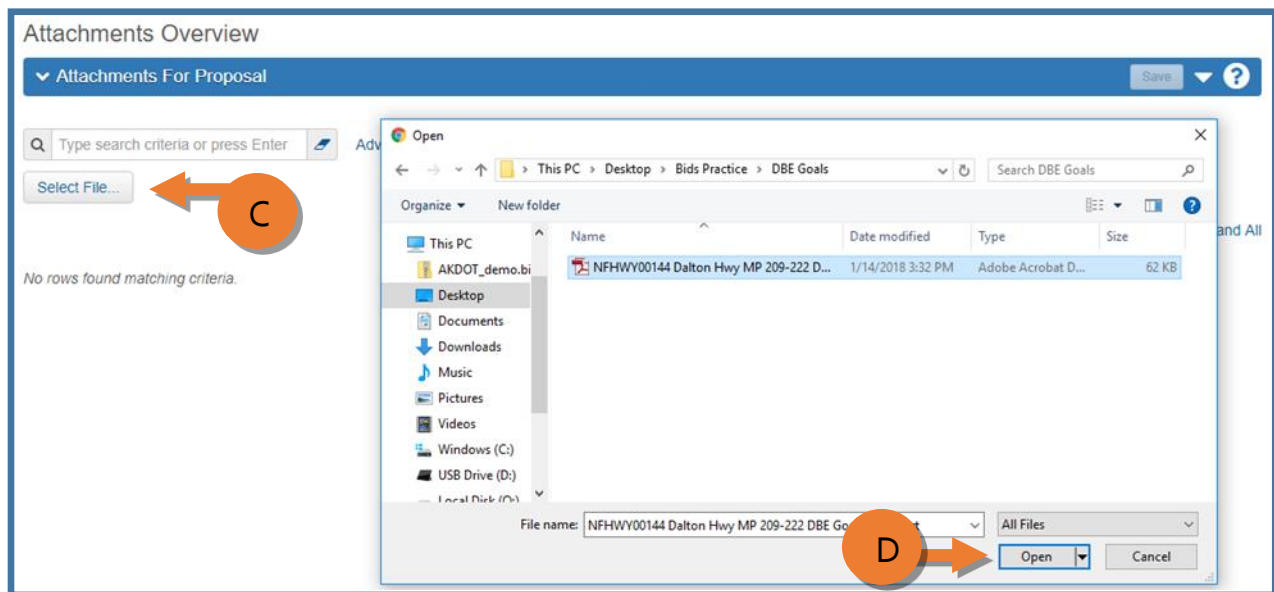 Attachments Overview
Attachments For Proposal
Save
?
Type search criteria or press Enter
Adv
Select File...
C
No rows found matching criteria.
and All
Open
This PC > Desktop > Bids Practice > DBE Goals
Search DBE Goals
Organize
New folder
?
Name
Date modified
Type
Size
NFHWY00144 Dalton Hwy MP 209-222 D...
1/14/2018 3:32 PM
Adobe Acrobat D...
62 KB
This PC
AKDOT_demo.bi
Desktop
Documents
Downloads
Music
Pictures
Videos
Windows (C:)
USB Drive (D:)
Local Disk (O:)
File name:
NFHWY00144 Dalton Hwy MP 209-222 DBE
All Files
D
Open
Cancel